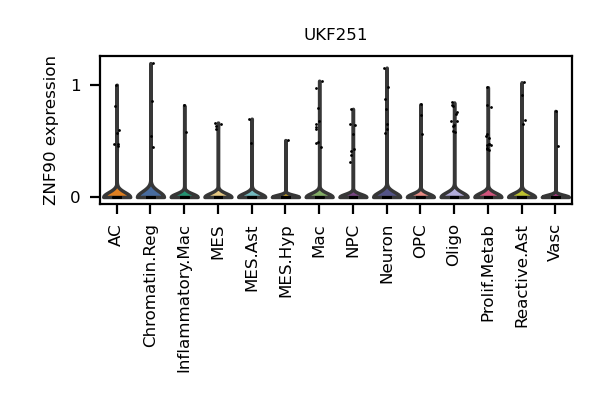 UKF251
ZNF90 expression
1
0
AC
Chromatin.Reg
Inflammatory.Mac
MES
MES.Ast
MES.Hyp
Mac
NPC
Neuron
OPC
Oligo
Prolif.Metab
Reactive.Ast
Vasc